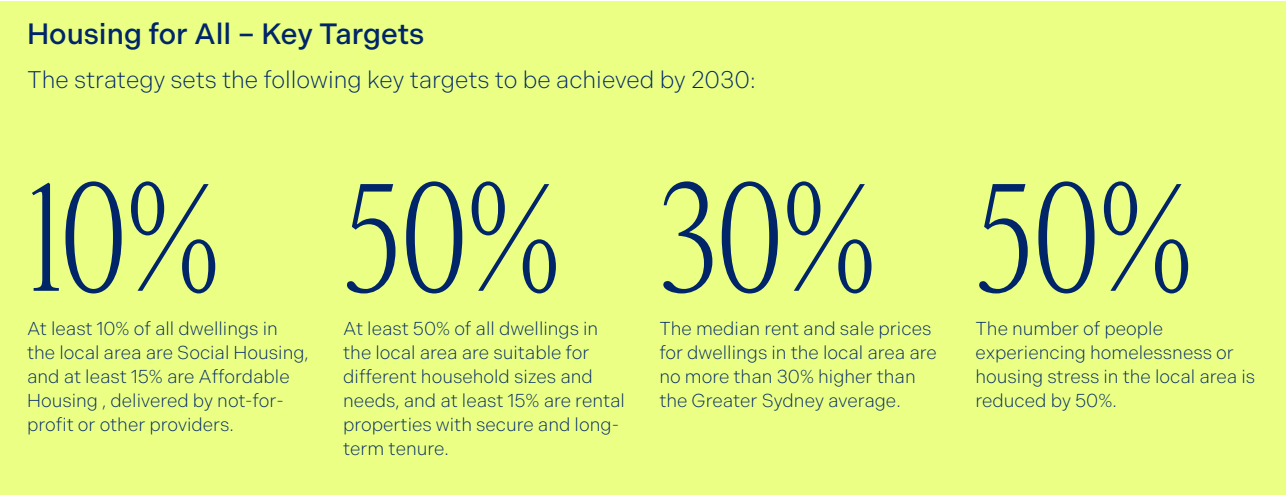 Housing for All – Key Targets
The strategy sets the following key targets to be achieved by 2030:
10%
At least 10% of all dwellings in
the local area are Social Housing,
and at least 15% are Affordable
Housing , delivered by not-for-
profit or other providers.
50%
At least 50% of all dwellings in
the local area are suitable for
different household sizes and
needs, and at least 15% are rental
properties with secure and long-
term tenure.
30%
The median rent and sale prices
for dwellings in the local area are
no more than 30% higher than
the Greater Sydney average.
50%
The number of people
experiencing homelessness or
housing stress in the local area is
reduced by 50%.